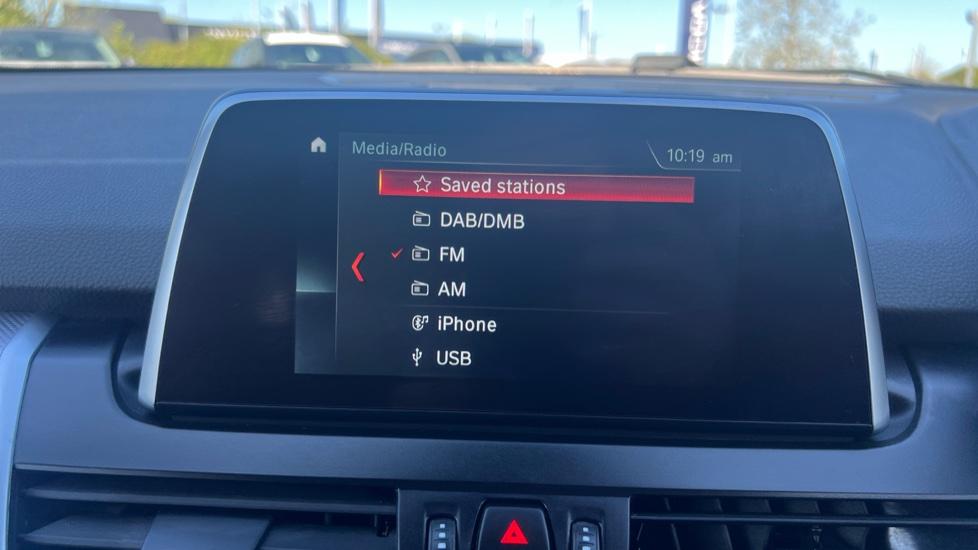 Media/Radio
10:19 am
Saved stations
DAB/DMB
FM
AM
iPhone
USB